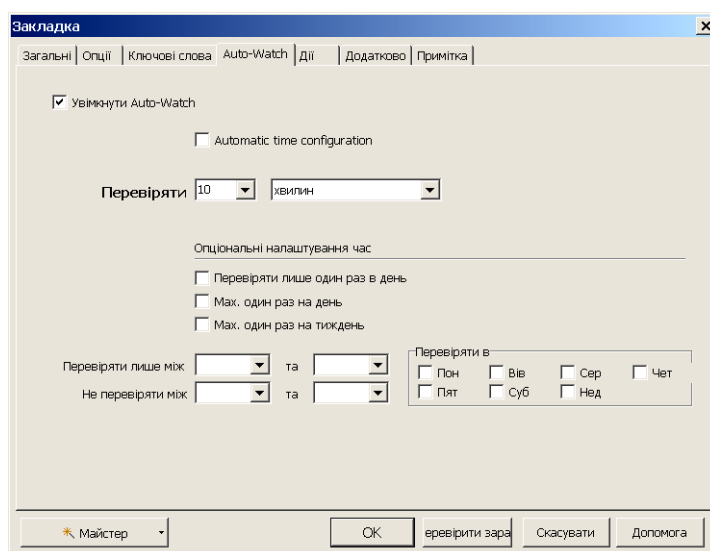 Закладка
Загальні Опції Ключові слова Auto-Watch Дії Додатково Примітка
Увімкнути Auto-Watch
Automatic time configuration
Перевіряти 10 хвилин
Опціональні налаштування час
Перевіряти лише один раз в день
Мах. один раз на день
Мах. один раз на тиждень
Перевіряти в
Перевіряти лише між та Пон Вів Сер Чет
Не перевіряти між та Пят Суб Нед
Майстер OK еревірити зара Скасувати Допомога